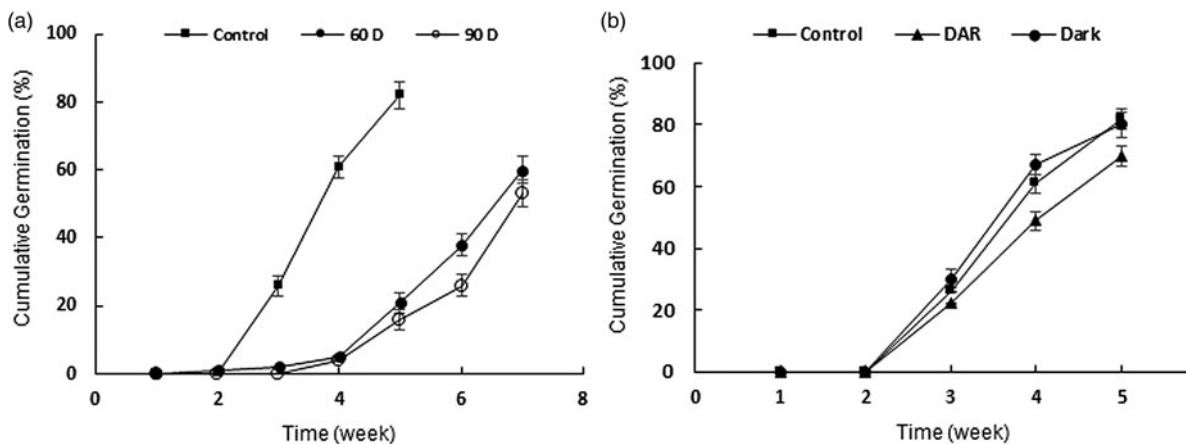 (a)
Control 60 D 90 D
Cumulative Germination (%)
100
80
60
40
20
0
0 2 4 6 8
Time (week)
(b)
Control DAR Dark
Cumulative Germination (%)
100
80
60
40
20
0
0 1 2 3 4 5
Time (week)